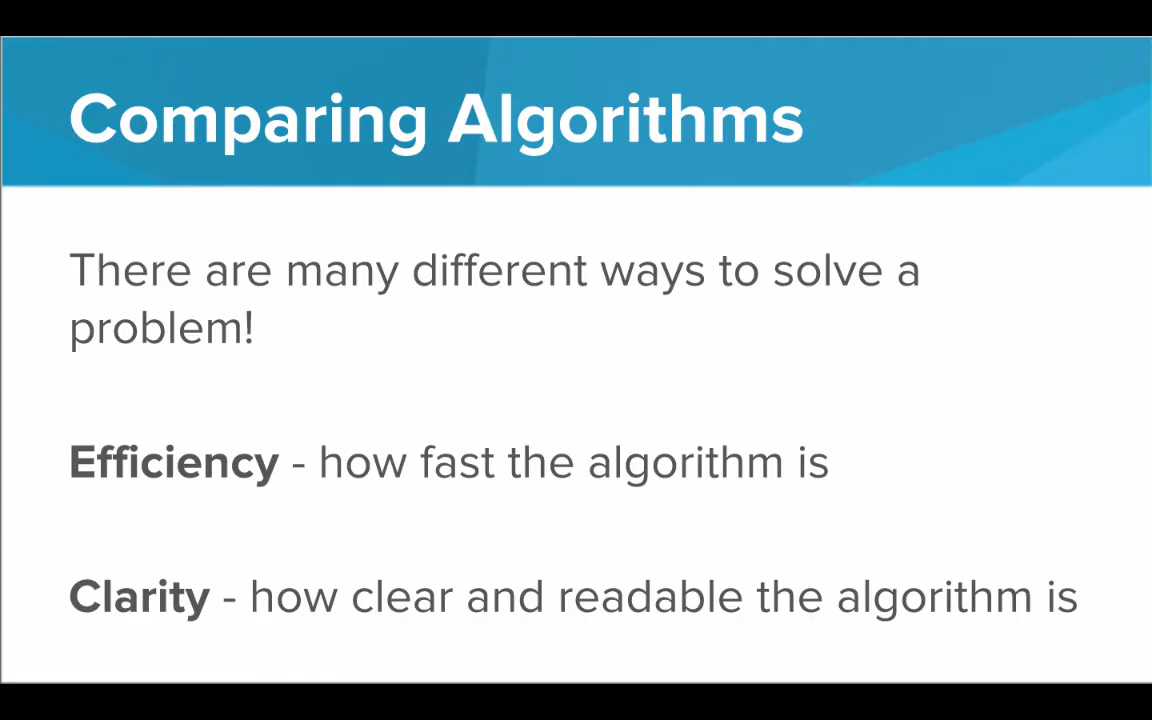 Comparing Algorithms
There are many different ways to solve a
problem!
Efficiency - how fast the algorithm is
Clarity - how clear and readable the algorithm is